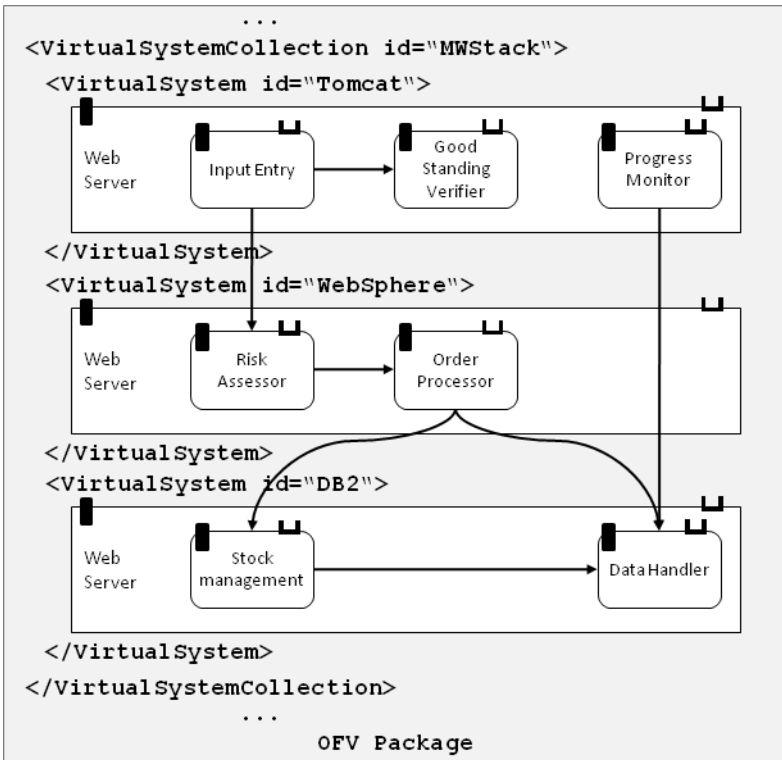 ...
<VirtualSystemCollection id="MWStack">
<VirtualSystem id="Tomcat">
Web
Server
Input Entry
Good
Standing
Verifier
Progress
Monitor
</VirtualSystem>
<VirtualSystem id="WebSphere">
Web
Server
Risk
Assessor
Order
Processor
</VirtualSystem>
<VirtualSystem id="DB2">
Web
Server
Stock
management
Data Handler
</VirtualSystem>
</VirtualSystemCollection>
...
OFV Package